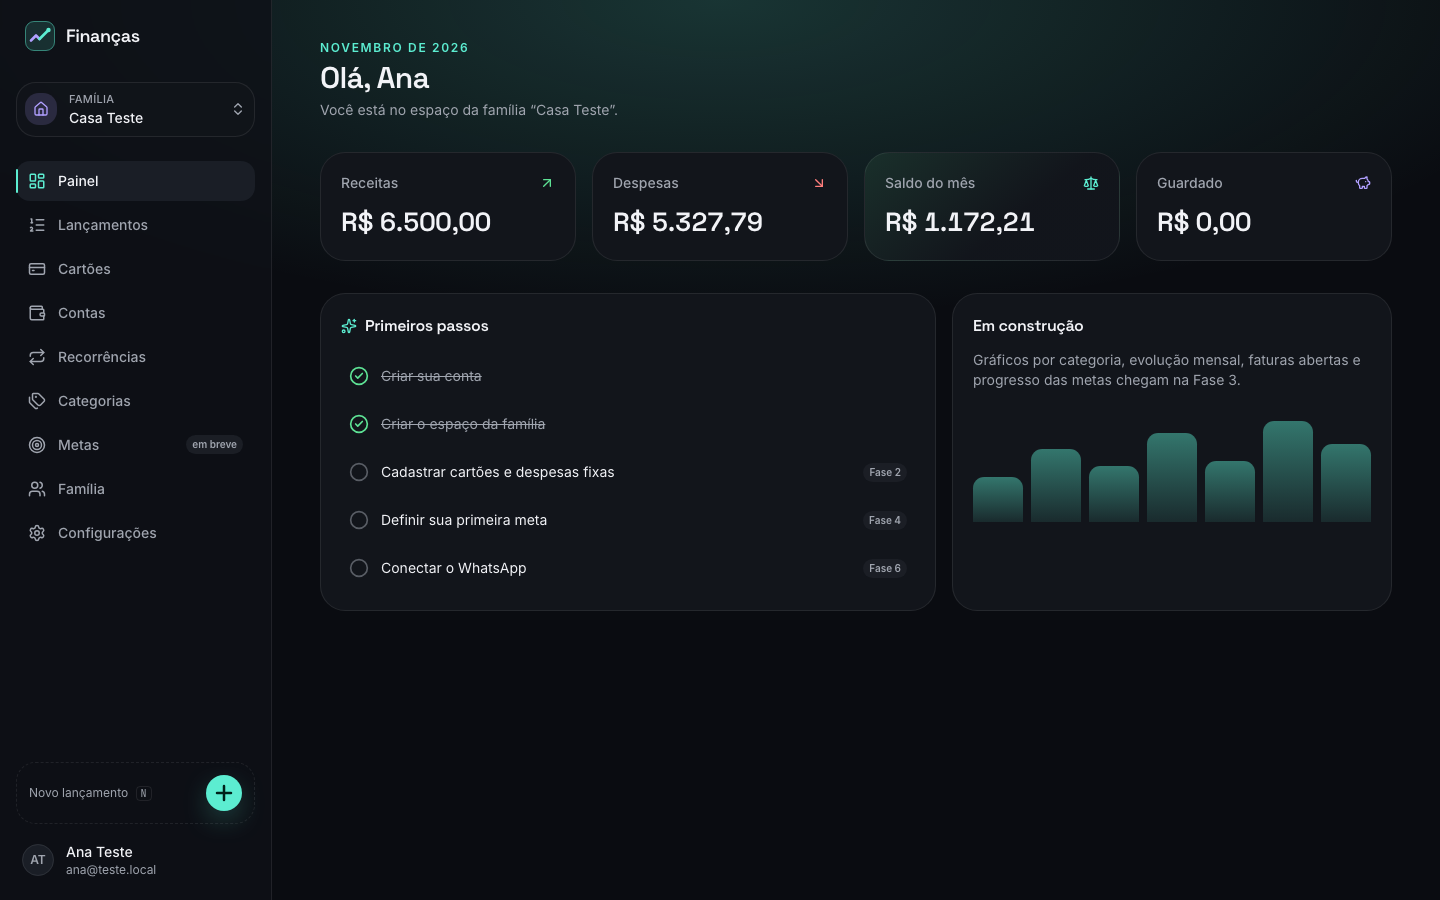 Finanças
FAMÍLIA
Casa Teste
Painel
Lançamentos
Cartões
Contas
Recorrências
Categorias
Metas
em breve
Família
Configurações
Novo lançamento N
AT
Ana Teste
ana@teste.local
NOVEMBRO DE 2026
Olá, Ana
Você está no espaço da família “Casa Teste”.
Receitas
R$ 6.500,00
Despesas
R$ 5.327,79
Saldo do mês
R$ 1.172,21
Guardado
R$ 0,00
Primeiros passos
Criar sua conta
Criar o espaço da família
Cadastrar cartões e despesas fixas
Fase 2
Definir sua primeira meta
Fase 4
Conectar o WhatsApp
Fase 6
Em construção
Gráficos por categoria, evolução mensal, faturas abertas e
progresso das metas chegam na Fase 3.